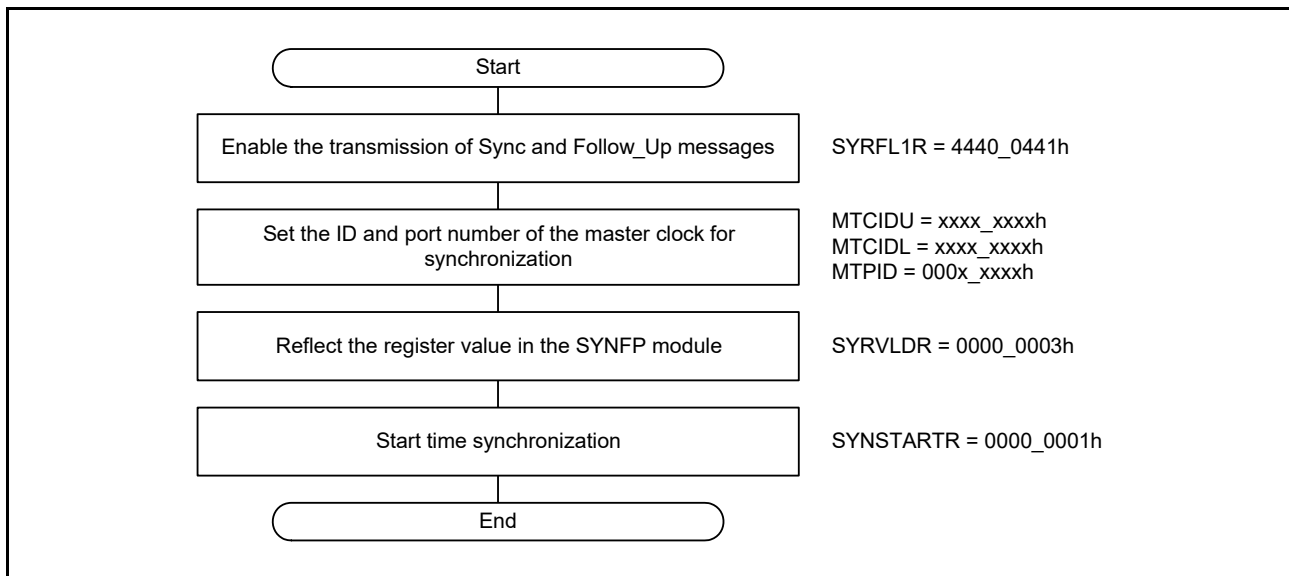 Start
Enable the transmission of Sync and Follow_Up messages
SYRFL1R = 4440_0441h
Set the ID and port number of the master clock for
synchronization
MTCIDU = xxxx_xxxxh
MTCIDL = xxxx_xxxxh
MTPID = 000x_xxxxh
Reflect the register value in the SYNFP module
SYRVLDR = 0000_0003h
Start time synchronization
SYNSTARTR = 0000_0001h
End